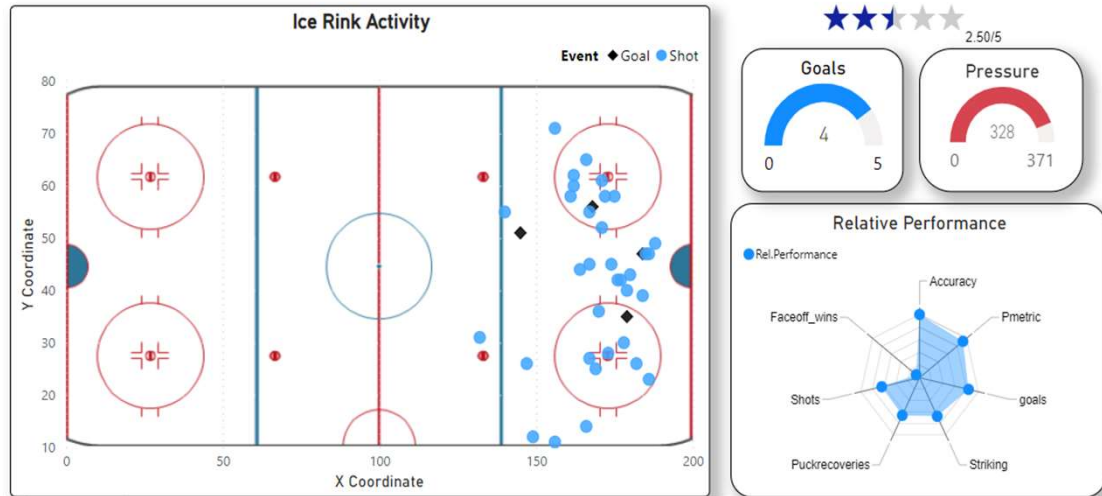 Ice Rink Activity
Event Goal Shot
80
70
60
50
40
30
20
10
Y Coordinate
0 50 100 150 200
X Coordinate
2.50/5
Goals
4
0 5
Pressure
328
0 371
Relative Performance
Rel.Performance
Accuracy
Faceoff_wins Pmetric
Shots goals
Puckrecoveries Striking